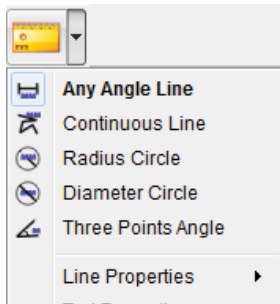 Any Angle Line
Continuous Line
Radius Circle
Diameter Circle
Three Points Angle
Line Properties